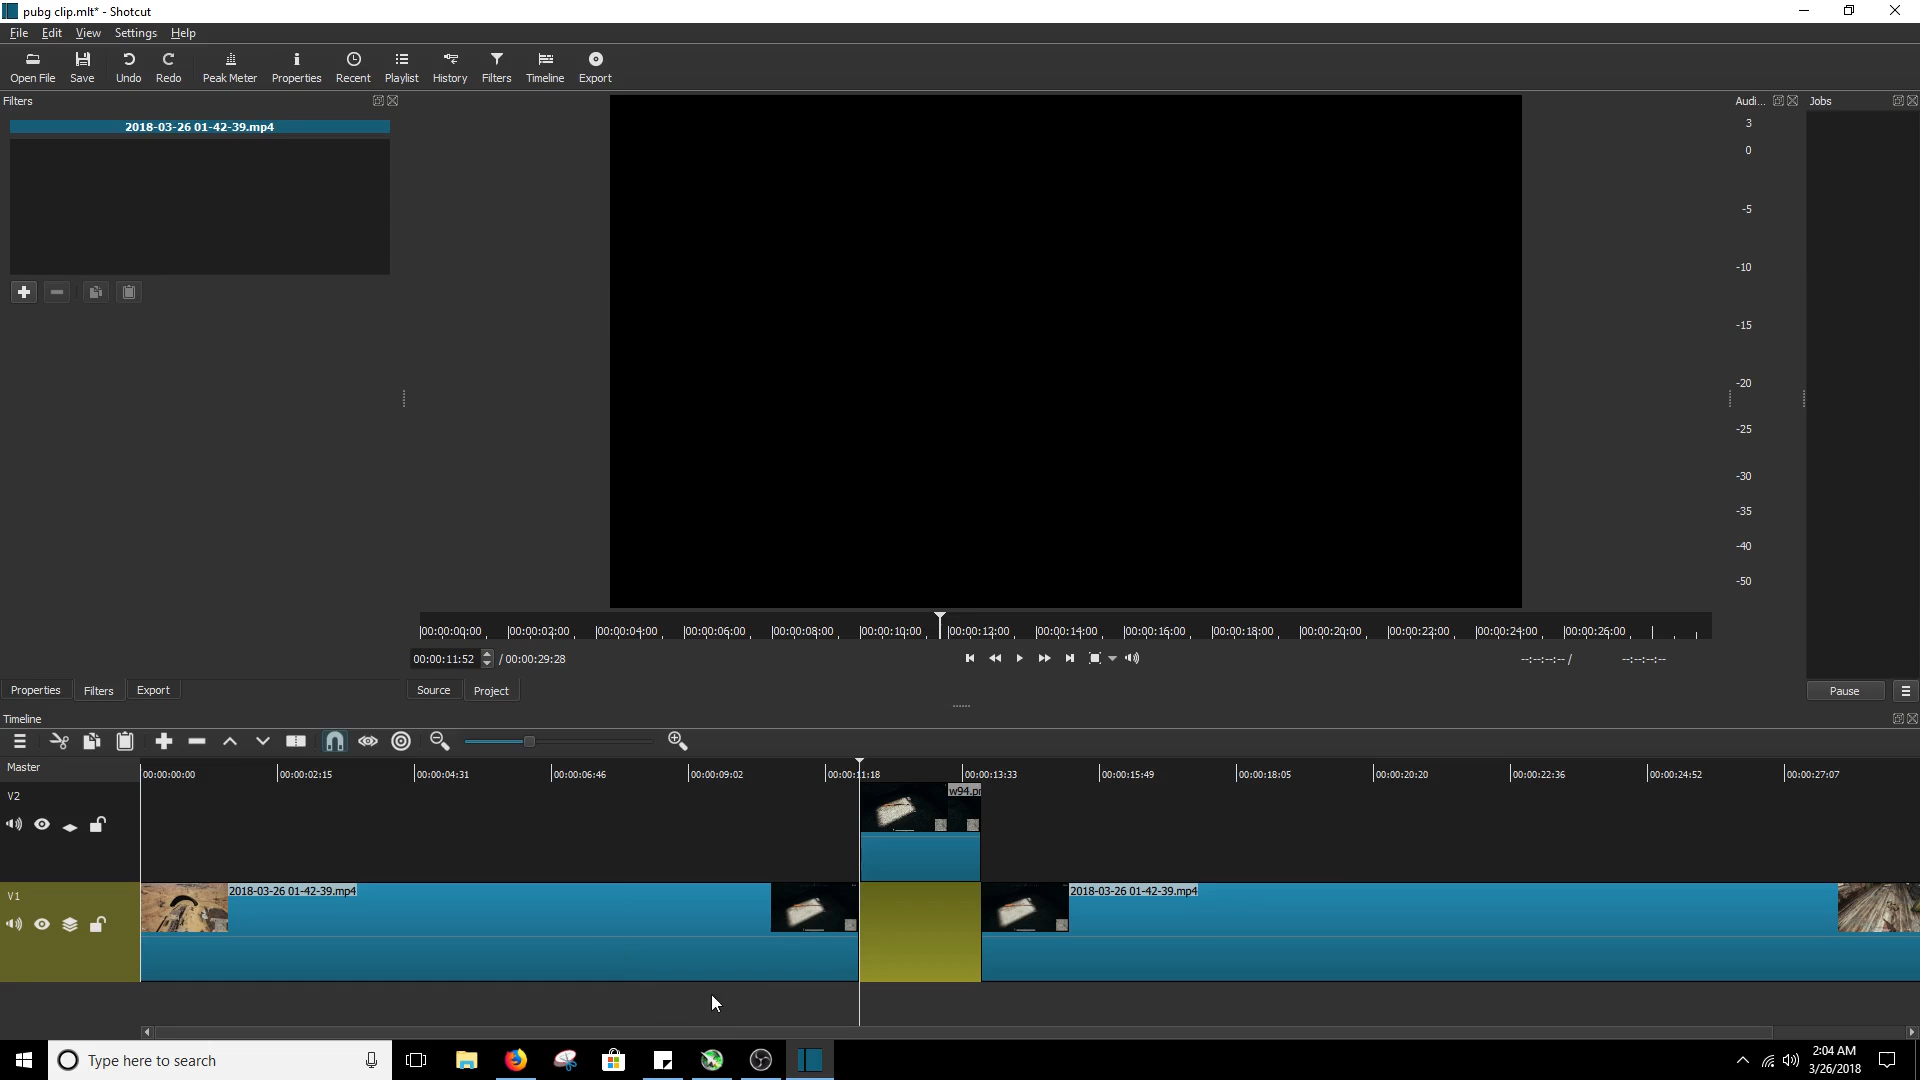 pubg clip.mlt* - Shotcut
File Edit View Settings Help
Open File Save Undo Redo Peak Meter Properties Recent Playlist History Filters Timeline Export
Filters
Audi... Jobs
2018-03-26 01-42-39.mp4
3
0
-5
-10
-15
-20
-25
-30
-35
-40
-50
00:00:00:00 00:00:02:00 00:00:04:00 00:00:06:00 00:00:08:00 00:00:10:00 00:00:12:00 00:00:14:00 00:00:16:00 00:00:18:00 00:00:20:00 00:00:22:00 00:00:24:00 00:00:26:00
00:00:11:52 / 00:00:29:28 --:--:--:-- / --:--:--:--
Properties Filters Export Source Project Pause
Timeline
Master 00:00:00:00 00:00:02:15 00:00:04:31 00:00:06:46 00:00:09:02 00:00:11:18 00:00:13:33 00:00:15:49 00:00:18:05 00:00:20:20 00:00:22:36 00:00:24:52 00:00:27:07
V2 w94.pn
V1 2018-03-26 01-42-39.mp4 2018-03-26 01-42-39.mp4
Type here to search
2:04 AM
3/26/2018